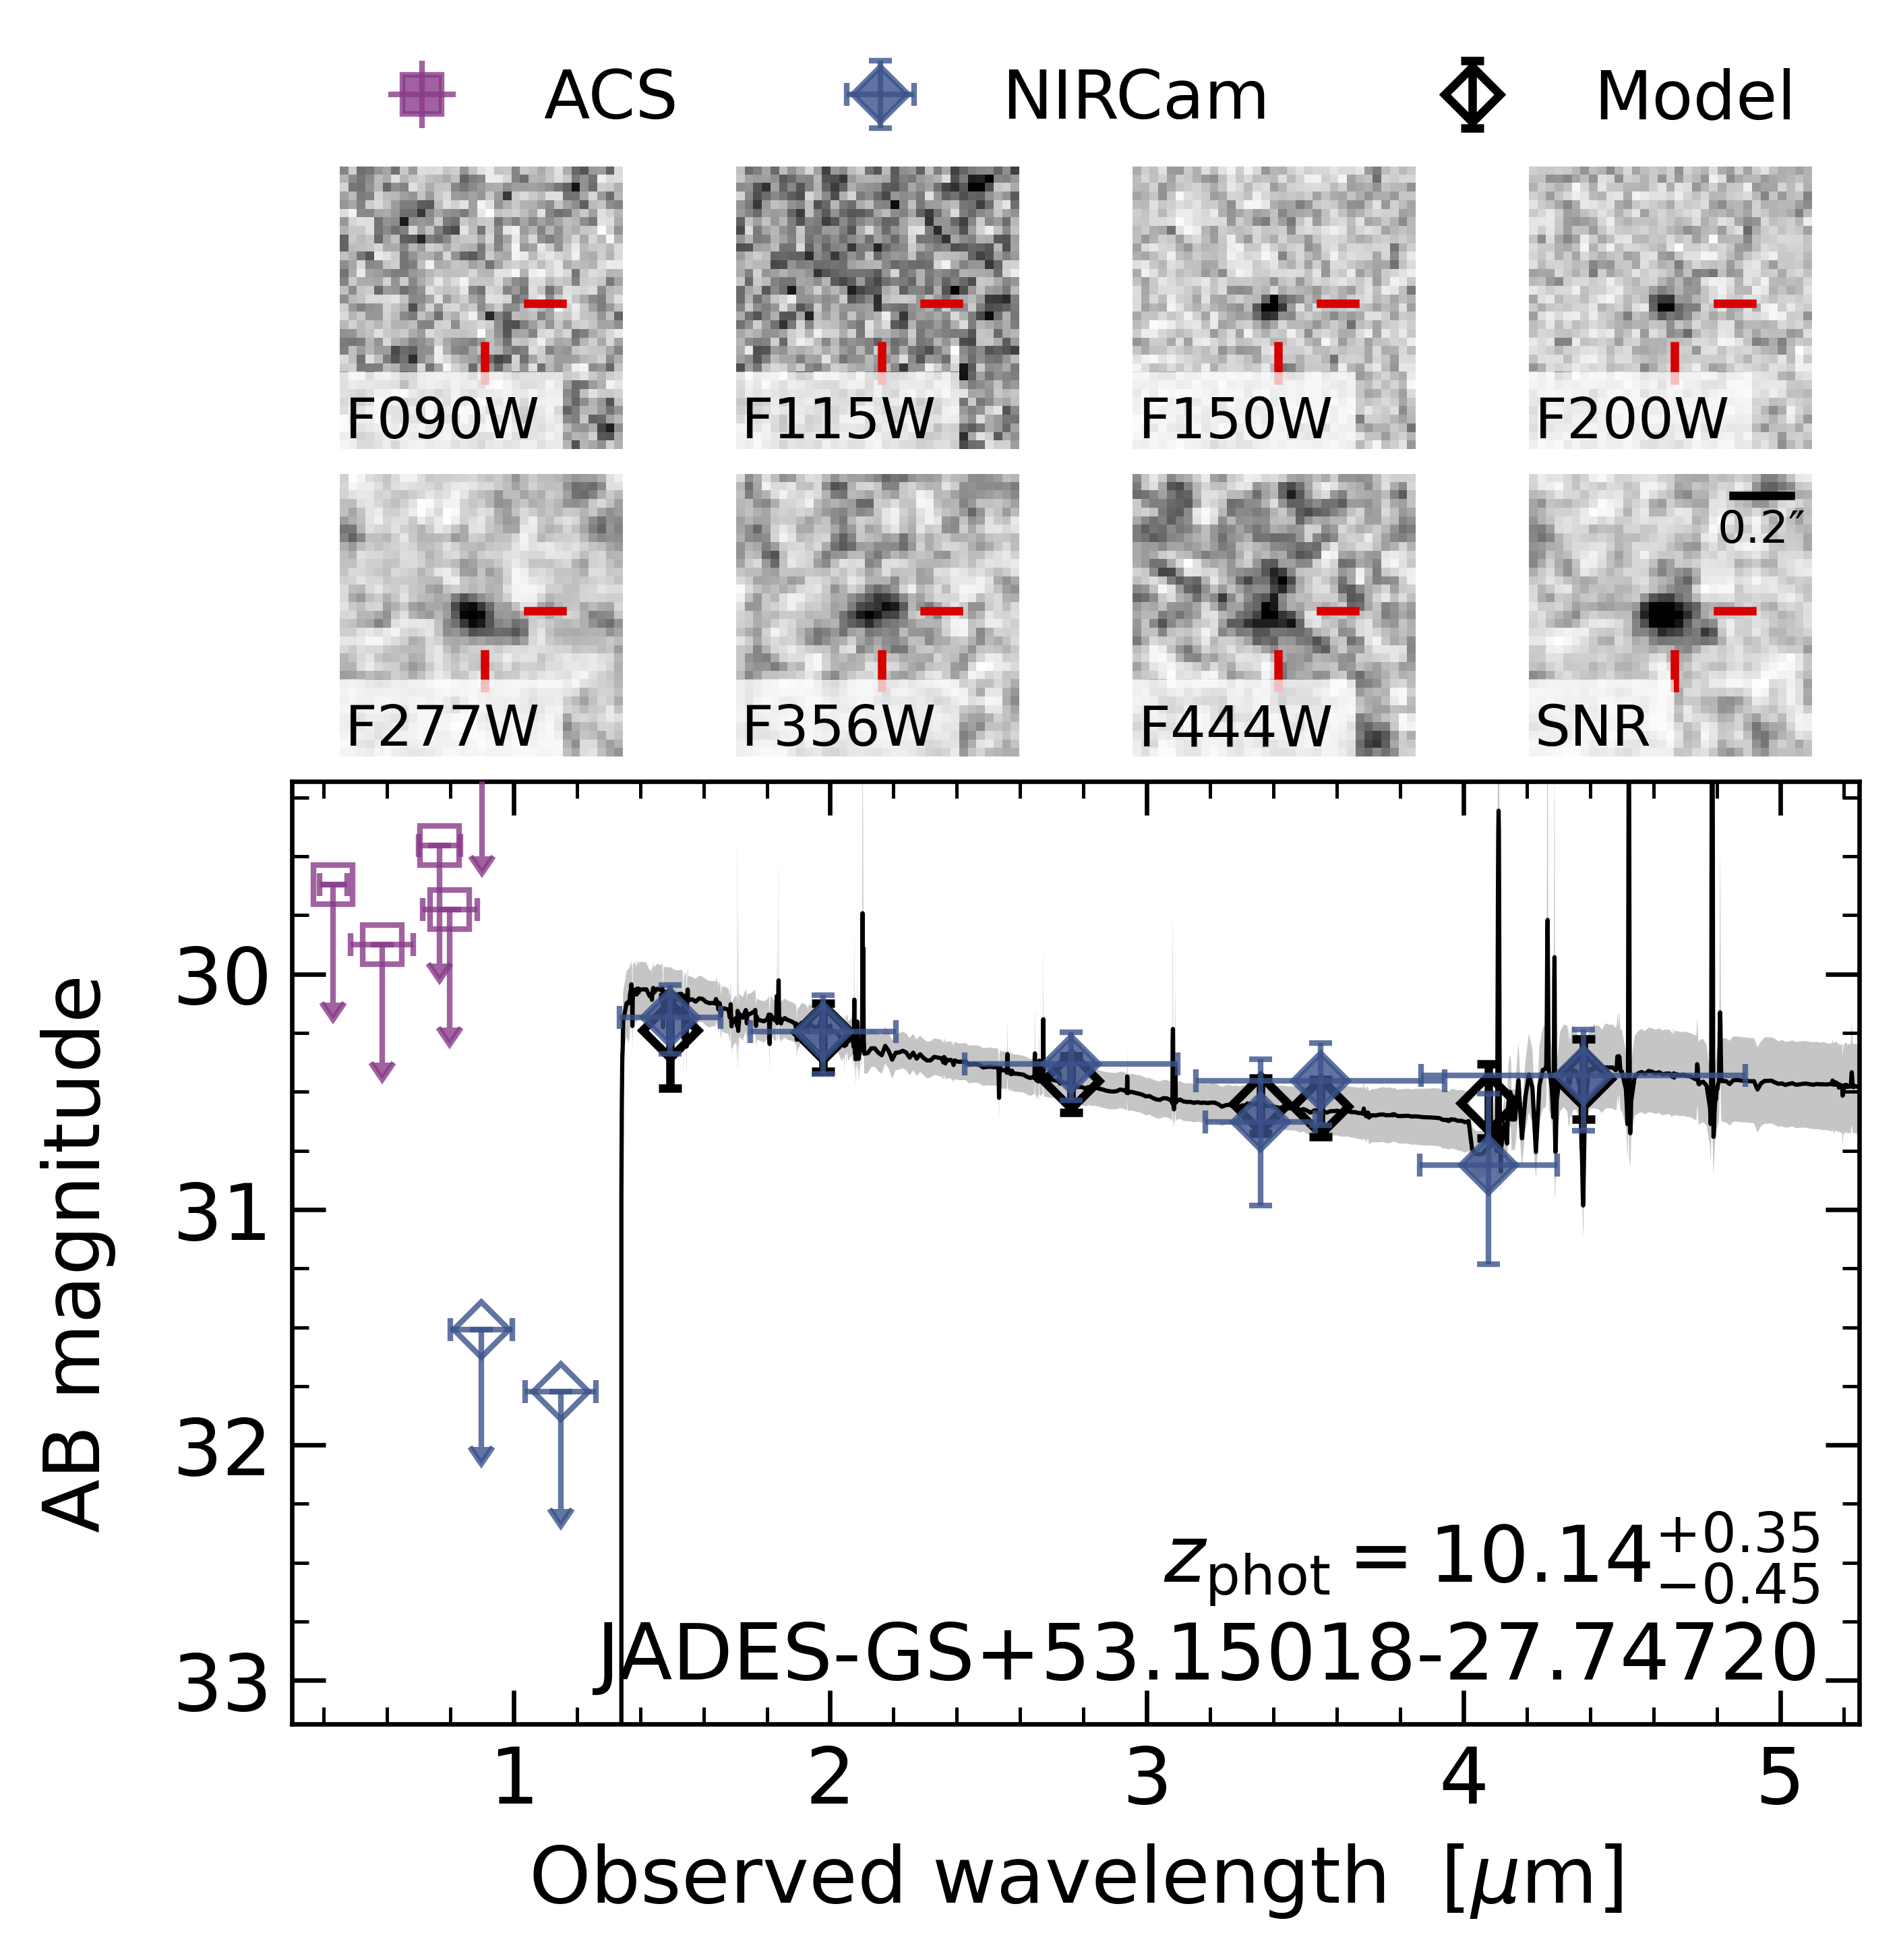 ACS NIRCam Model
F090W F115W F150W F200W
0.2″
F277W F356W F444W SNR
AB magnitude
30
31
32
33
z_phot = 10.14 +0.35 −0.45
JADES-GS+53.15018-27.74720
1 2 3 4 5
Observed wavelength [μm]